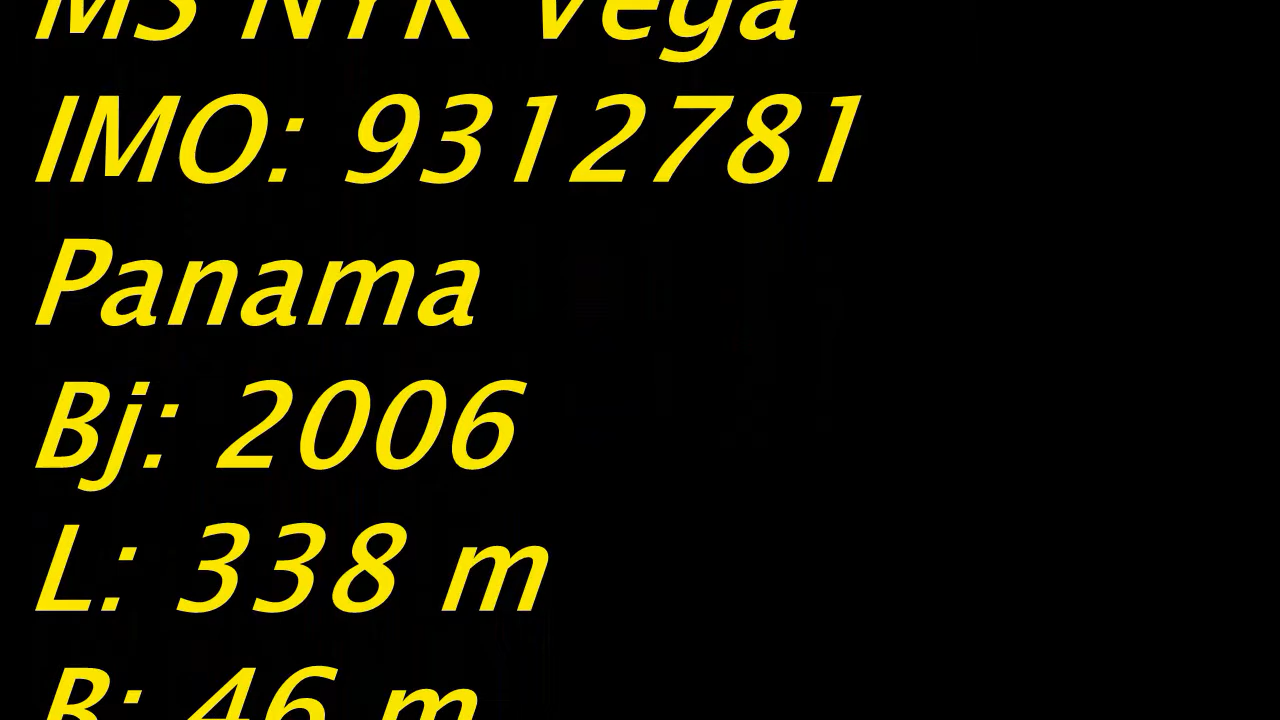 MS NYK Vega
IMO: 9312781
Panama
Bj: 2006
L: 338 m
B: 46 m